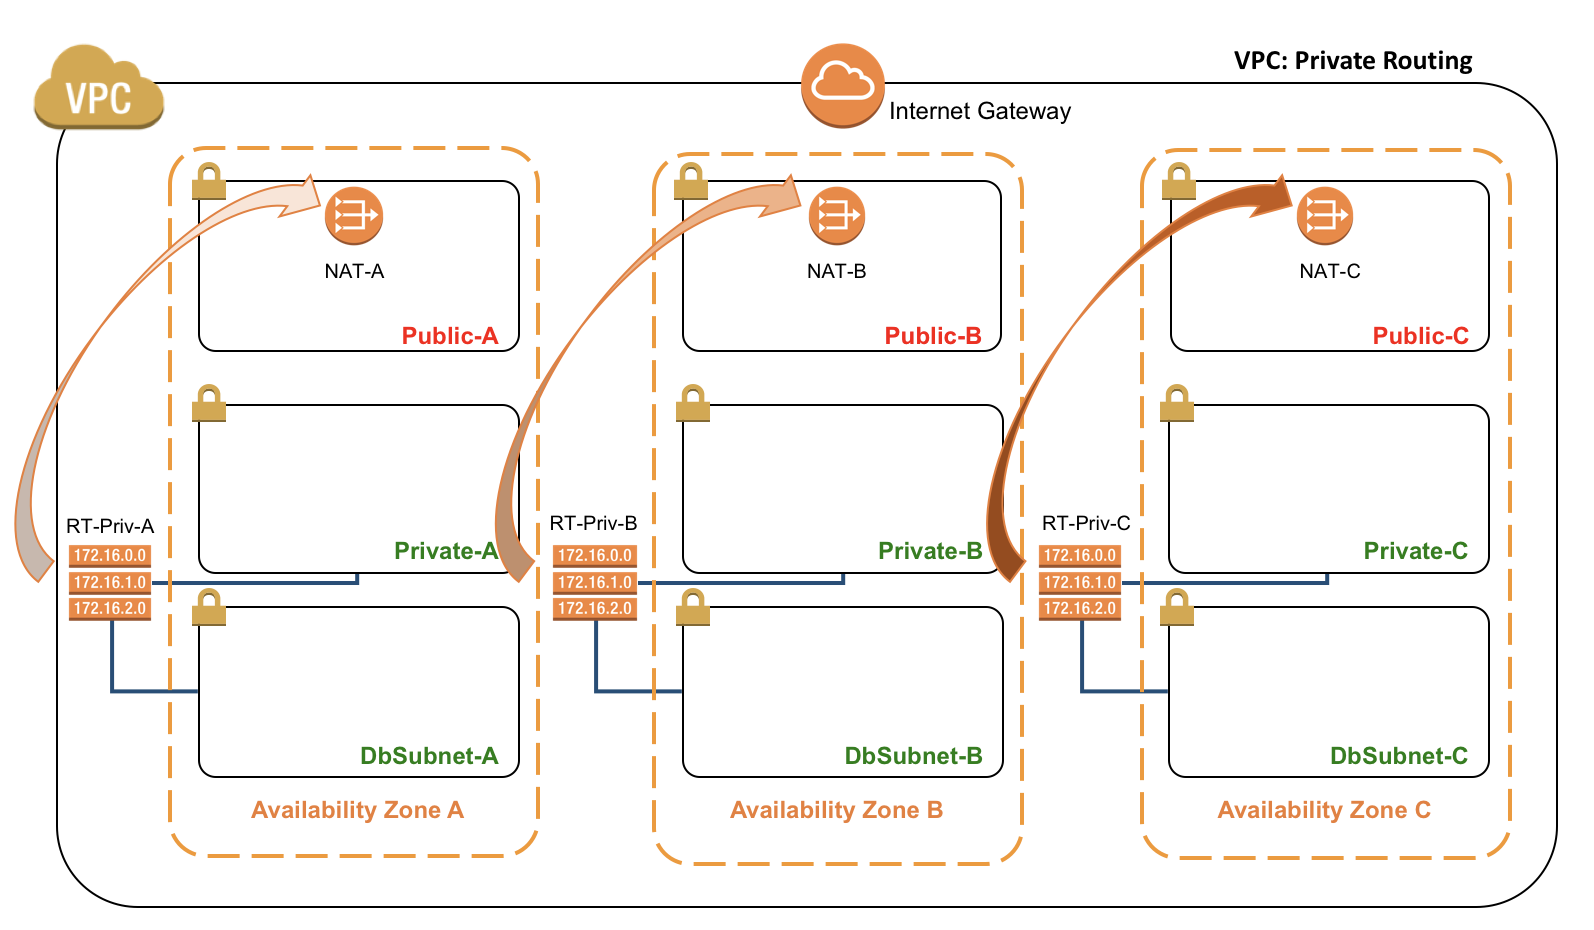 VPC: Private Routing
VPC
Internet Gateway
NAT-A
NAT-B
NAT-C
Public-A
Public-B
Public-C
RT-Priv-A
RT-Priv-B
RT-Priv-C
Private-A
Private-B
Private-C
172.16.0.0
172.16.1.0
172.16.2.0
172.16.0.0
172.16.1.0
172.16.2.0
172.16.0.0
172.16.1.0
172.16.2.0
DbSubnet-A
DbSubnet-B
DbSubnet-C
Availability Zone A
Availability Zone B
Availability Zone C